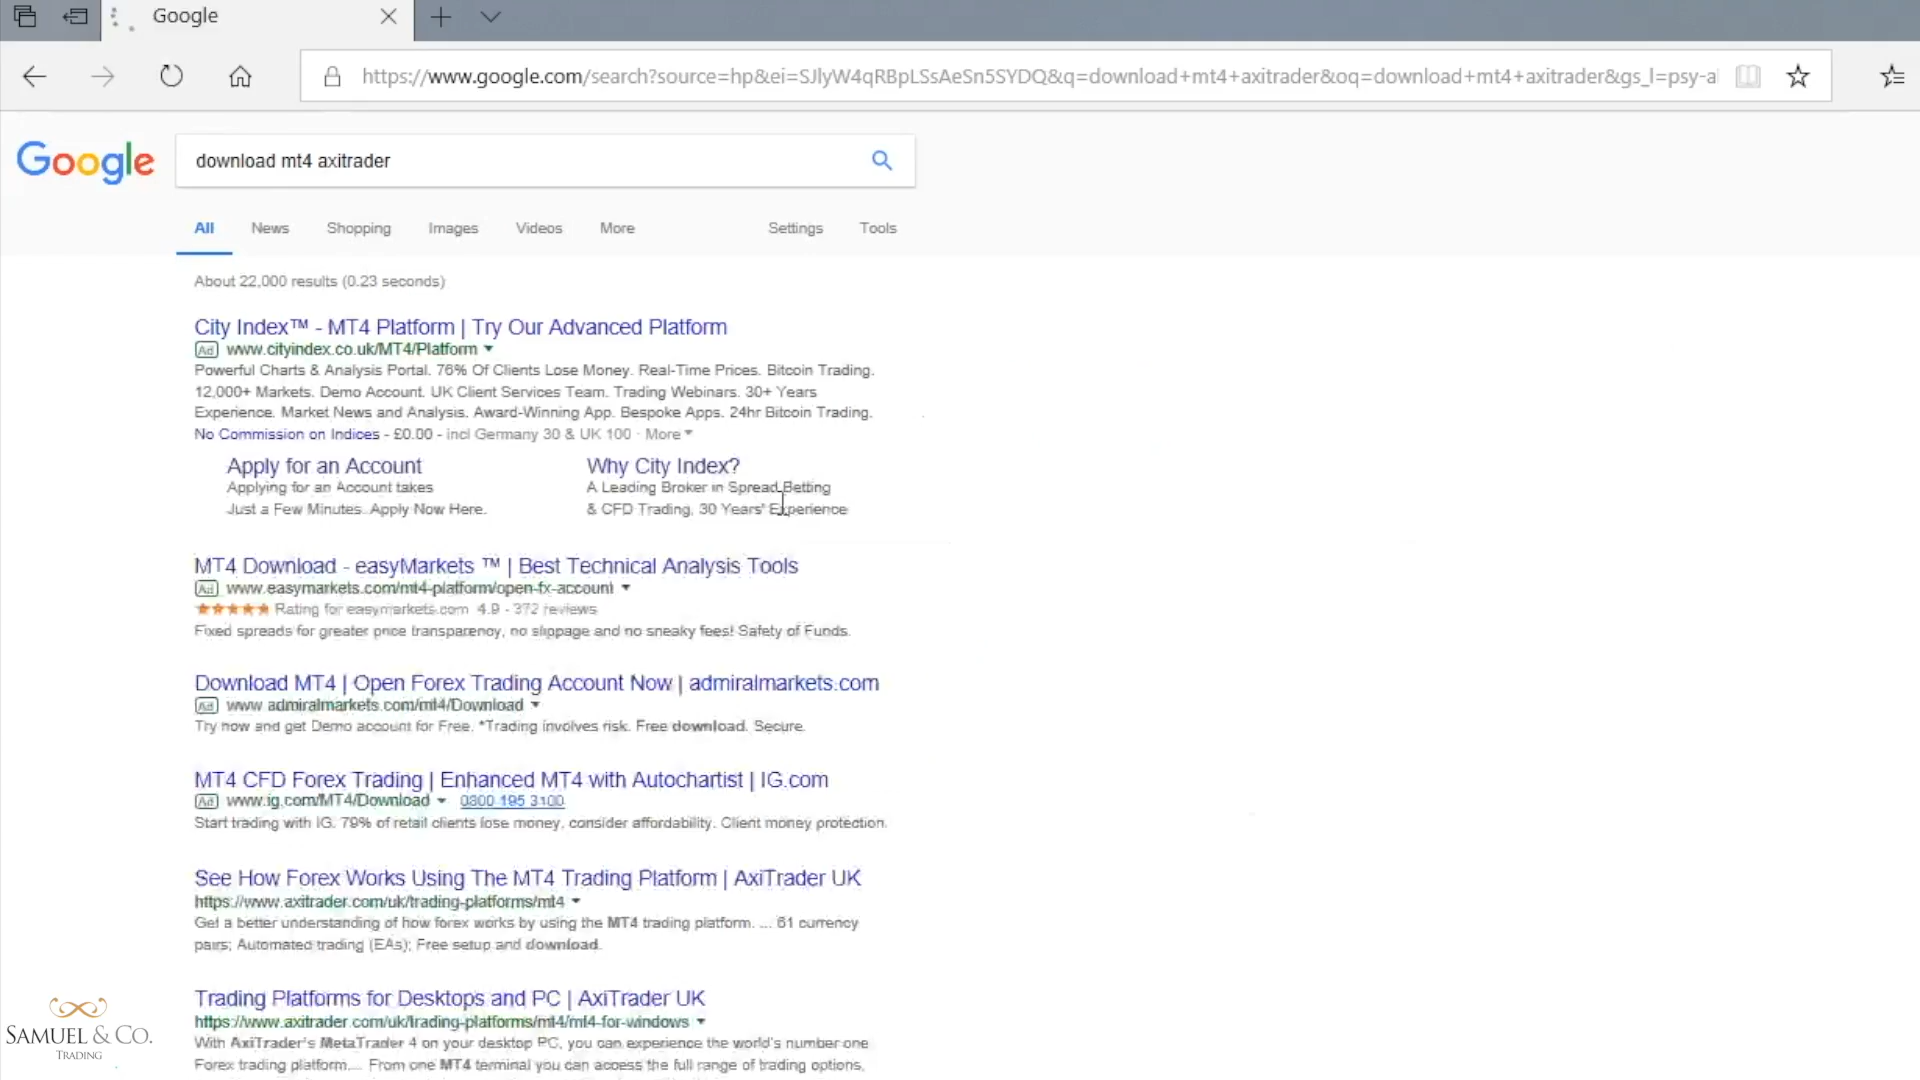 Google
https://www.google.com/search?source=hp&ei=SJlyW4qRBpLSsAeSn5SYDQ&q=download+mt4+axitrader&oq=download+mt4+axitrader&gs_l=psy-a
Google
download mt4 axitrader
All News Shopping Images Videos More Settings Tools
About 22,000 results (0.23 seconds)
City Index™ - MT4 Platform | Try Our Advanced Platform
Ad www.cityindex.co.uk/MT4/Platform
Powerful Charts & Analysis Portal. 76% Of Clients Lose Money. Real-Time Prices. Bitcoin Trading.
12,000+ Markets. Demo Account. UK Client Services Team. Trading Webinars. 30+ Years
Experience. Market News and Analysis. Award-Winning App. Bespoke Apps. 24hr Bitcoin Trading.
No Commission on Indices - £0.00 - incl Germany 30 & UK 100 · More
Apply for an Account
Applying for an Account takes
Just a Few Minutes. Apply Now Here.
Why City Index?
A Leading Broker in Spread Betting
& CFD Trading, 30 Years' Experience
MT4 Download - easyMarkets ™ | Best Technical Analysis Tools
Ad www.easymarkets.com/mt4-platform/open-fx-account
Rating for easymarkets.com 4.9 - 372 reviews
Fixed spreads for greater price transparency, no slippage and no sneaky fees! Safety of Funds.
Download MT4 | Open Forex Trading Account Now | admiralmarkets.com
Ad www.admiralmarkets.com/mt4/Download
Try now and get Demo account for Free. *Trading involves risk. Free download. Secure.
MT4 CFD Forex Trading | Enhanced MT4 with Autochartist | IG.com
Ad www.ig.com/MT4/Download 0800 195 3100
Start trading with IG. 79% of retail clients lose money, consider affordability. Client money protection.
See How Forex Works Using The MT4 Trading Platform | AxiTrader UK
https://www.axitrader.com/uk/trading-platforms/mt4
Get a better understanding of how forex works by using the MT4 trading platform. ... 61 currency
pairs; Automated trading (EAs); Free setup and download.
Trading Platforms for Desktops and PC | AxiTrader UK
https://www.axitrader.com/uk/trading-platforms/mt4/mt4-for-windows
With AxiTrader's MetaTrader 4 on your desktop PC, you can experience the world's number one
Forex trading platform.... From one MT4 terminal you can access the full range of trading options,
SAMUEL & CO.
TRADING